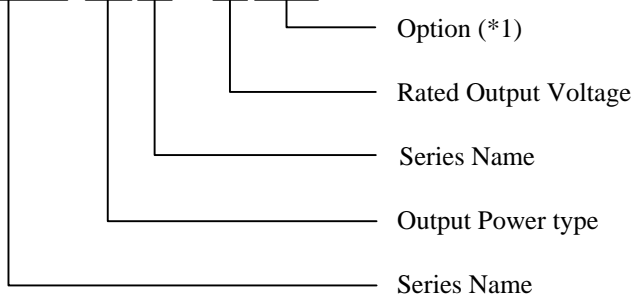 Option (*1)
Rated Output Voltage
Series Name
Output Power type
Series Name